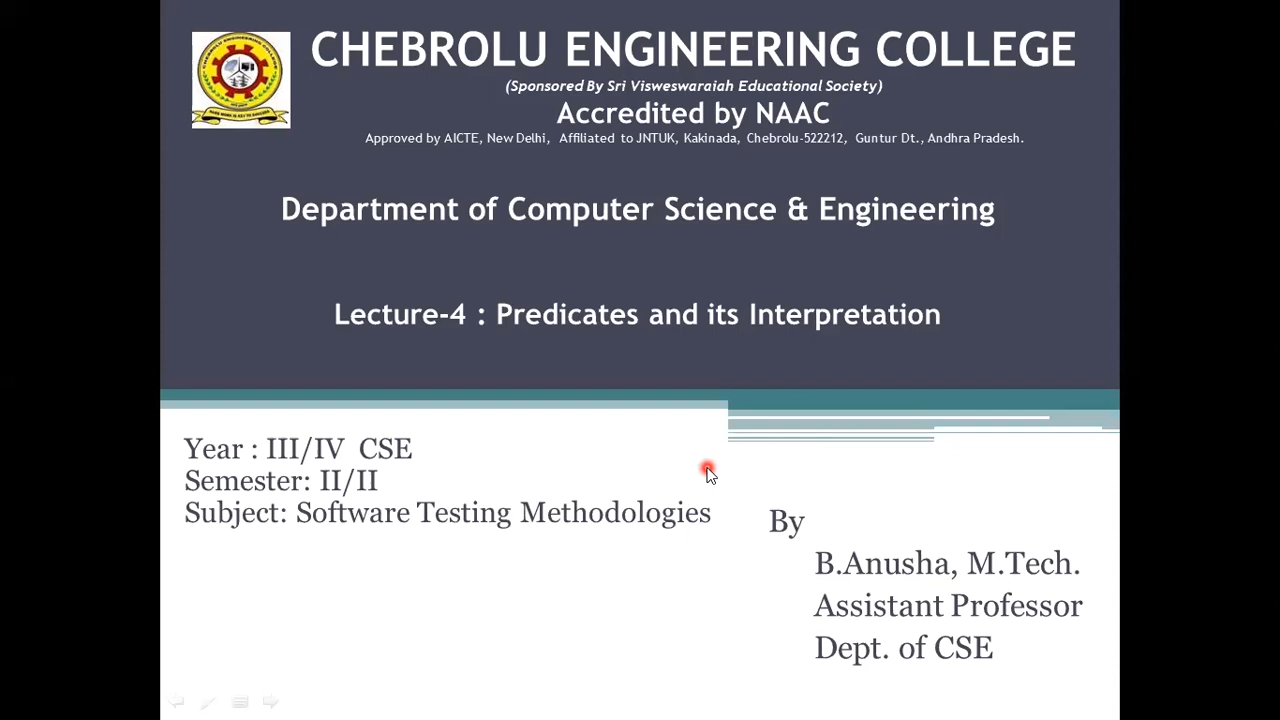 CHEBROLU ENGINEERING COLLEGE
(Sponsored By Sri Visweswaraiah Educational Society)
Accredited by NAAC
Approved by AICTE, New Delhi, Affiliated to JNTUK, Kakinada, Chebrolu-522212, Guntur Dt., Andhra Pradesh.
Department of Computer Science & Engineering
Lecture-4 : Predicates and its Interpretation
Year : III/IV CSE
Semester: II/II
Subject: Software Testing Methodologies
By
B.Anusha, M.Tech.
Assistant Professor
Dept. of CSE